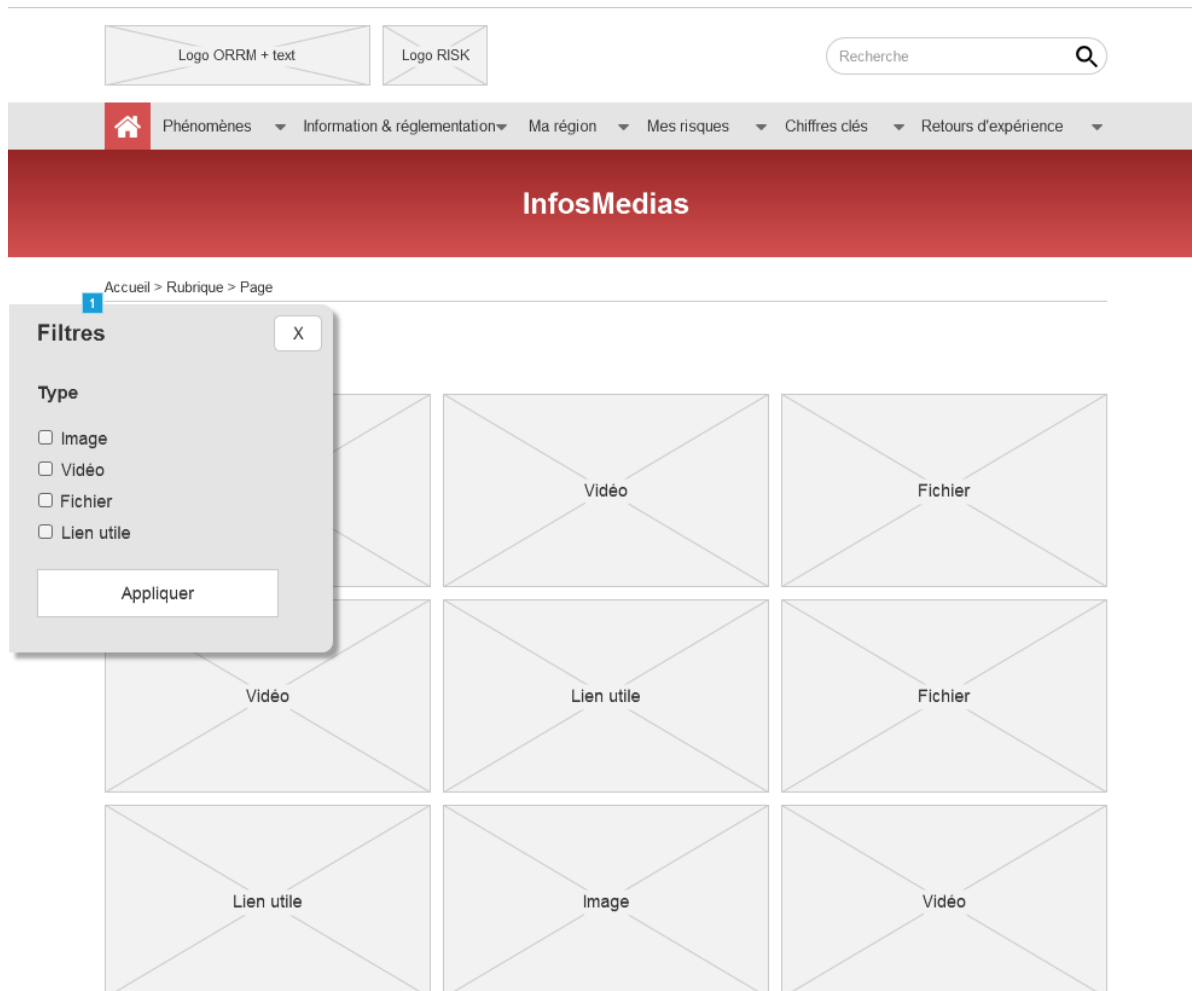 Logo ORRM + text
Logo RISK
Recherche
Phénomènes Information & réglementation Ma région Mes risques Chiffres clés Retours d'expérience
InfosMedias
Accueil > Rubrique > Page
1
Filtres
X
Type
Image
Vidéo
Fichier
Lien utile
Appliquer
Vidéo
Fichier
Vidéo
Lien utile
Fichier
Lien utile
Image
Vidéo